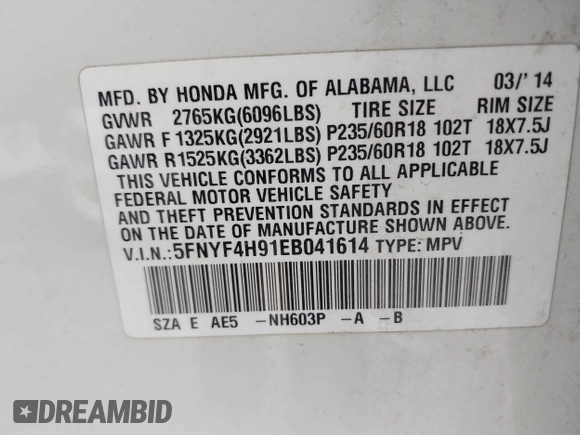 MFD. BY HONDA MFG. OF ALABAMA, LLC 03/'14
GVWR 2765KG(6096LBS) TIRE SIZE RIM SIZE
GAWR F 1325KG(2921LBS) P235/60R18 102T 18X7.5J
GAWR R1525KG(3362LBS) P235/60R18 102T 18X7.5J
THIS VEHICLE CONFORMS TO ALL APPLICABLE
FEDERAL MOTOR VEHICLE SAFETY
AND THEFT PREVENTION STANDARDS IN EFFECT
ON THE DATE OF MANUFACTURE SHOWN ABOVE.
V.I.N.:5FNYF4H91EB041614 TYPE: MPV
SZA E AE5 -NH603P -A -B
DREAMBID